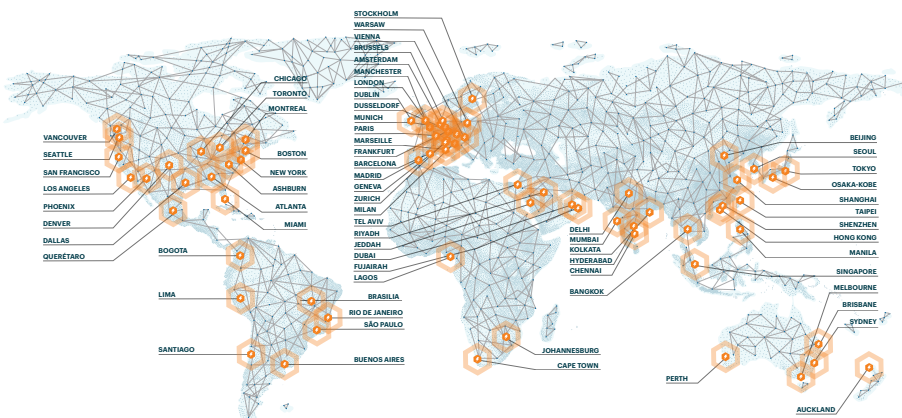 STOCKHOLM
WARSAW
VIENNA
BRUSSELS
AMSTERDAM
MANCHESTER
LONDON
DUBLIN
DUSSELDORF
MUNICH
PARIS
MARSEILLE
FRANKFURT
BARCELONA
MADRID
GENEVA
ZURICH
MILAN
TEL AVIV
RIYADH
JEDDAH
DUBAI
FUJAIRAH
LAGOS
CHICAGO
TORONTO
MONTREAL
BOSTON
NEW YORK
ASHBURN
ATLANTA
MIAMI
VANCOUVER
SEATTLE
SAN FRANCISCO
LOS ANGELES
PHOENIX
DENVER
DALLAS
QUERÉTARO
BOGOTA
LIMA
SANTIAGO
BRASILIA
RIO DE JANEIRO
SÃO PAULO
BUENOS AIRES
JOHANNESBURG
CAPE TOWN
DELHI
MUMBAI
KOLKATA
HYDERABAD
CHENNAI
BANGKOK
BEIJING
SEOUL
TOKYO
OSAKA-KOBE
SHANGHAI
TAIPEI
SHENZHEN
HONG KONG
MANILA
SINGAPORE
MELBOURNE
BRISBANE
SYDNEY
PERTH
AUCKLAND